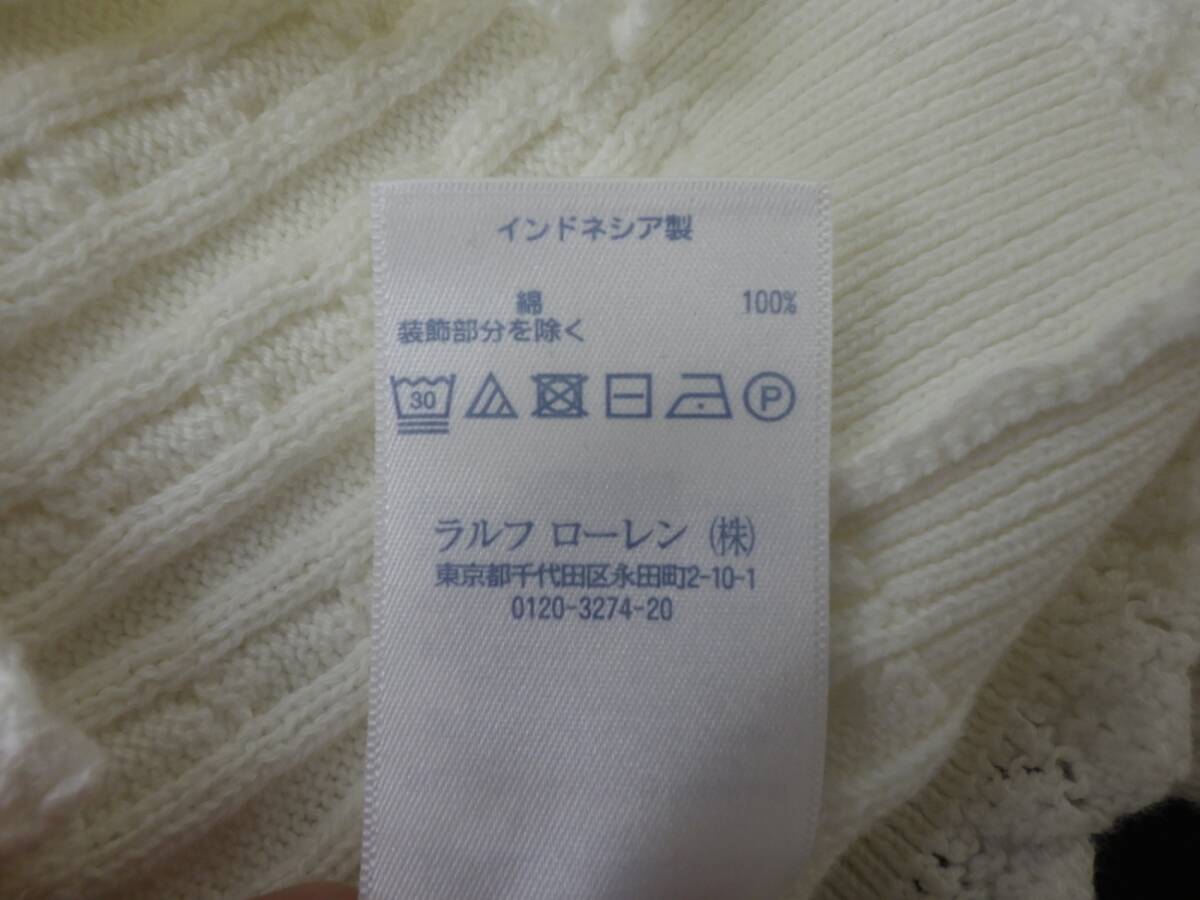 インドネシア製
綿 100%
装飾部分を除く
30 P
ラルフ ローレン (株)
東京都千代田区永田町2-10-1
0120-3274-20